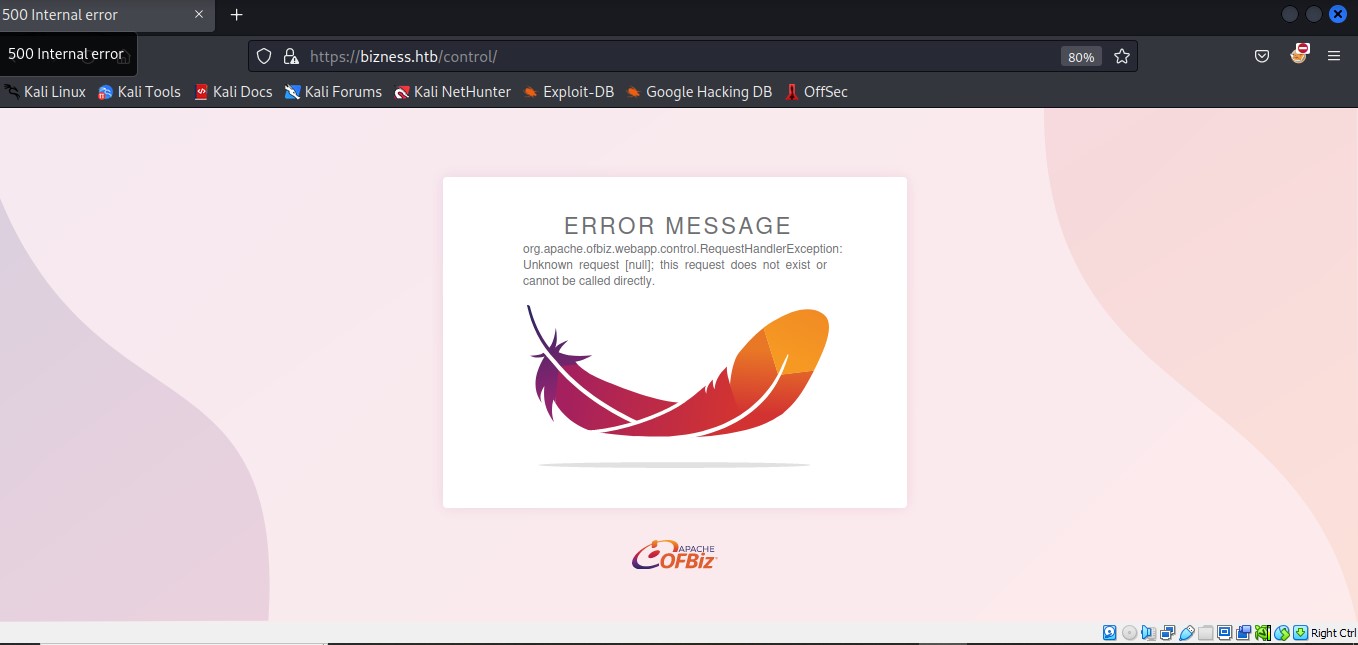 500 Internal error
500 Internal error
https://bizness.htb/control/
80%
Kali Linux
Kali Tools
Kali Docs
Kali Forums
Kali NetHunter
Exploit-DB
Google Hacking DB
OffSec
ERROR MESSAGE
org.apache.ofbiz.webapp.control.RequestHandlerException:
Unknown request [null]; this request does not exist or
cannot be called directly.
APACHE
OFBiz
Right Ctrl